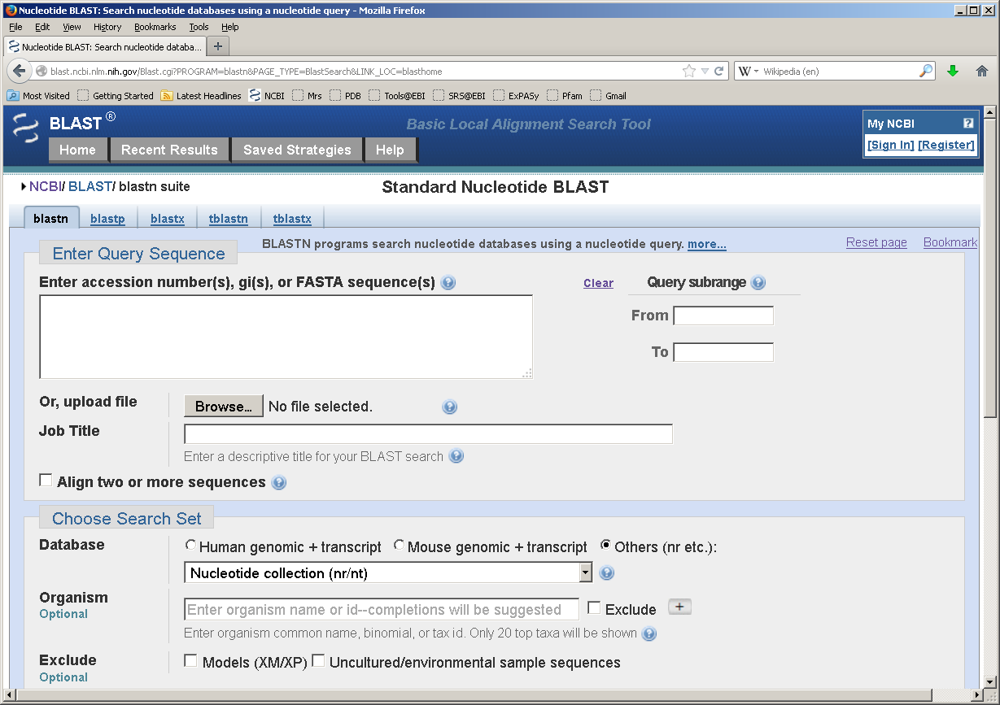 Nucleotide BLAST: Search nucleotide databases using a nucleotide query - Mozilla Firefox
File Edit View History Bookmarks Tools Help
Nucleotide BLAST: Search nucleotide databa... +
blast.ncbi.nlm.nih.gov/Blast.cgi?PROGRAM=blastn&PAGE_TYPE=BlastSearch&LINK_LOC=blasthome W Wikipedia (en)
Most Visited Getting Started Latest Headlines NCBI Mrs PDB Tools@EBI SRS@EBI ExPASy Pfam Gmail
BLAST ® Basic Local Alignment Search Tool My NCBI ?
Home Recent Results Saved Strategies Help [Sign In] [Register]
NCBI/ BLAST/ blastn suite Standard Nucleotide BLAST
blastn blastp blastx tblastn tblastx
BLASTN programs search nucleotide databases using a nucleotide query. more... Reset page Bookmark
Enter Query Sequence
Enter accession number(s), gi(s), or FASTA sequence(s) ? Clear Query subrange ?
From
To
Or, upload file Browse... No file selected. ?
Job Title
Enter a descriptive title for your BLAST search ?
Align two or more sequences ?
Choose Search Set
Database Human genomic + transcript Mouse genomic + transcript Others (nr etc.):
Nucleotide collection (nr/nt) ?
Organism
Optional
Enter organism name or id--completions will be suggested Exclude +
Enter organism common name, binomial, or tax id. Only 20 top taxa will be shown ?
Exclude Models (XM/XP) Uncultured/environmental sample sequences
Optional